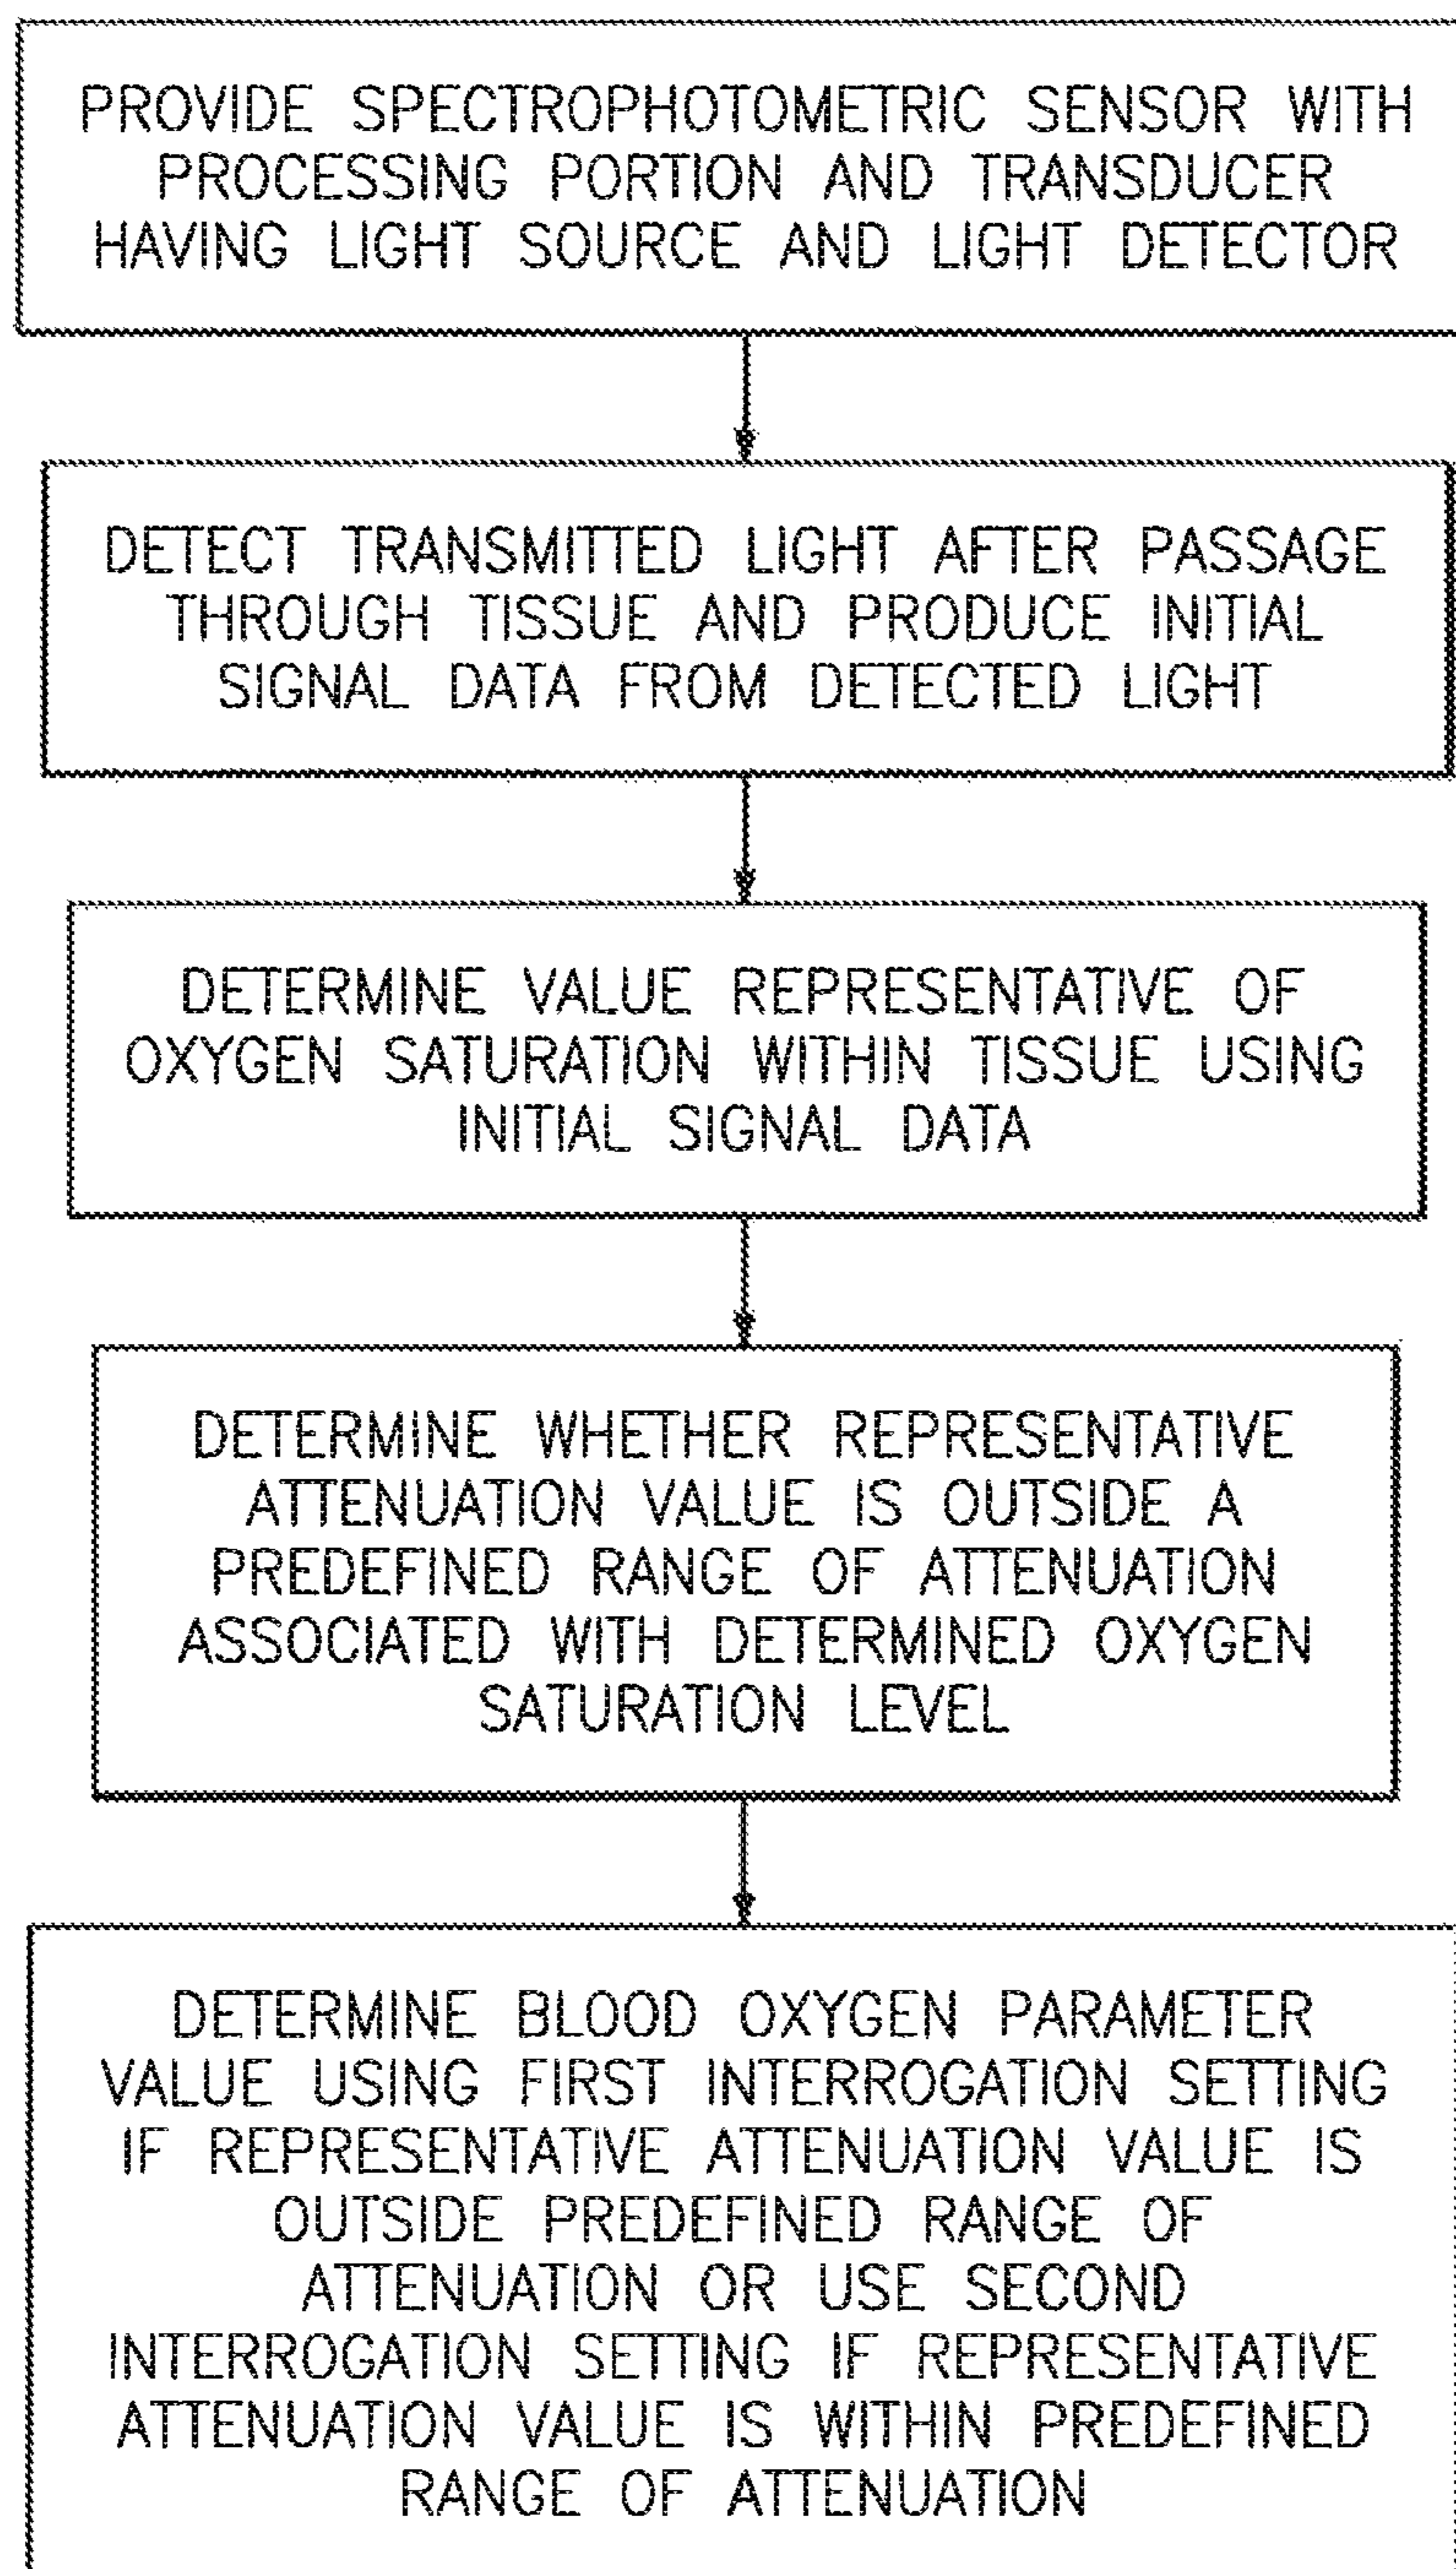 PROVIDE SPECTROPHOTOMETRIC SENSOR WITH
PROCESSING PORTION AND TRANSDUCER
HAVING LIGHT SOURCE AND LIGHT DETECTOR
DETECT TRANSMITTED LIGHT AFTER PASSAGE
THROUGH TISSUE AND PRODUCE INITIAL
SIGNAL DATA FROM DETECTED LIGHT
DETERMINE VALUE REPRESENTATIVE OF
OXYGEN SATURATION WITHIN TISSUE USING
INITIAL SIGNAL DATA
DETERMINE WHETHER REPRESENTATIVE
ATTENUATION VALUE IS OUTSIDE A
PREDEFINED RANGE OF ATTENUATION
ASSOCIATED WITH DETERMINED OXYGEN
SATURATION LEVEL
DETERMINE BLOOD OXYGEN PARAMETER
VALUE USING FIRST INTERROGATION SETTING
IF REPRESENTATIVE ATTENUATION VALUE IS
OUTSIDE PREDEFINED RANGE OF
ATTENUATION OR USE SECOND
INTERROGATION SETTING IF REPRESENTATIVE
ATTENUATION VALUE IS WITHIN PREDEFINED
RANGE OF ATTENUATION